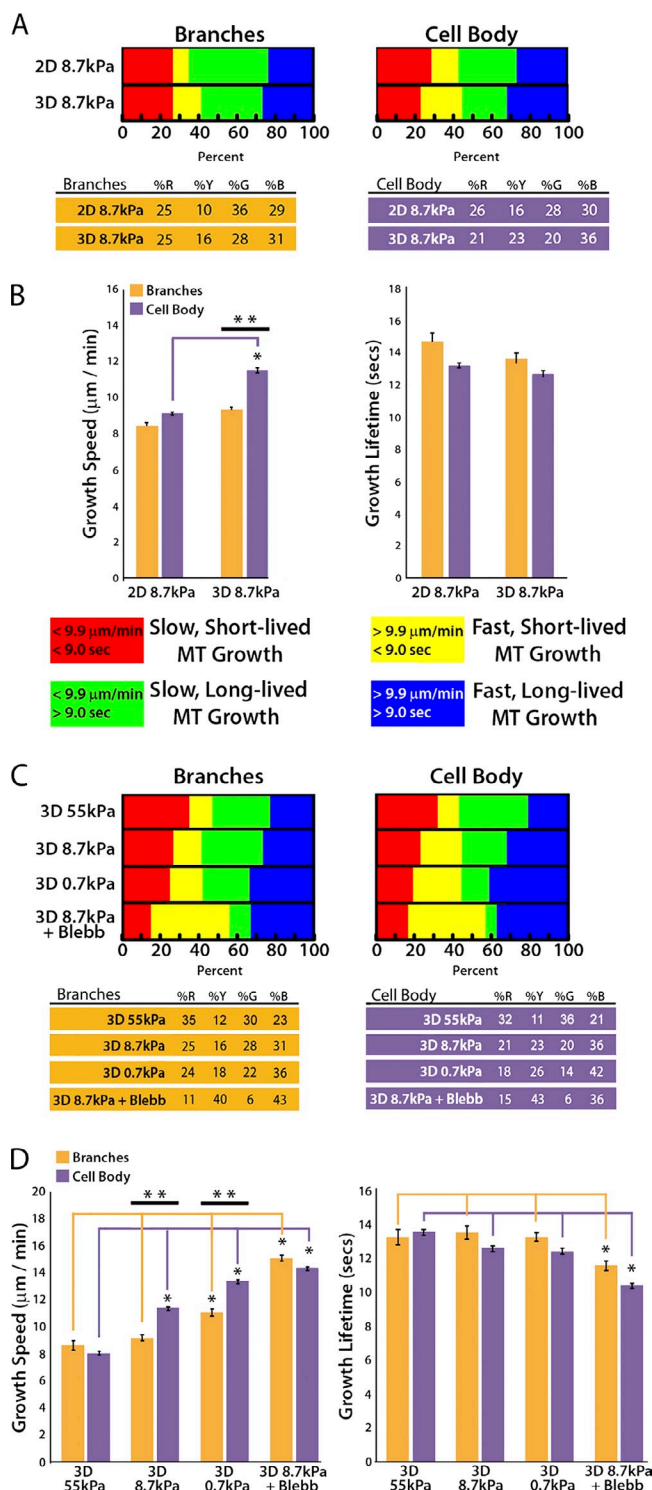 A
Branches
Cell Body
2D 8.7kPa
3D 8.7kPa
0 20 40 60 80 100
0 20 40 60 80 100
Percent
Percent
Branches %R %Y %G %B
2D 8.7kPa 25 10 36 29
3D 8.7kPa 25 16 28 31
Cell Body %R %Y %G %B
2D 8.7kPa 26 16 28 30
3D 8.7kPa 21 23 20 36
B
Branches
Cell Body
**
*
Growth Speed (μm / min)
16
14
12
10
8
6
4
2
0
2D 8.7kPa 3D 8.7kPa
Growth Lifetime (secs)
18
16
14
12
10
8
6
4
2
0
2D 8.7kPa 3D 8.7kPa
< 9.9 μm/min
< 9.0 sec
Slow, Short-lived
MT Growth
> 9.9 μm/min
< 9.0 sec
Fast, Short-lived
MT Growth
< 9.9 μm/min
> 9.0 sec
Slow, Long-lived
MT Growth
> 9.9 μm/min
> 9.0 sec
Fast, Long-lived
MT Growth
C
Branches
Cell Body
3D 55kPa
3D 8.7kPa
3D 0.7kPa
3D 8.7kPa
+ Blebb
0 20 40 60 80 100
0 20 40 60 80 100
Percent
Percent
Branches %R %Y %G %B
3D 55kPa 35 12 30 23
3D 8.7kPa 25 16 28 31
3D 0.7kPa 24 18 22 36
3D 8.7kPa + Blebb 11 40 6 43
Cell Body %R %Y %G %B
3D 55kPa 32 11 36 21
3D 8.7kPa 21 23 20 36
3D 0.7kPa 18 26 14 42
3D 8.7kPa + Blebb 15 43 6 36
D
Branches
Cell Body
** **
* * * * *
Growth Speed (μm / min)
20
18
16
14
12
10
8
6
4
2
0
3D
55kPa
3D
8.7kPa
3D
0.7kPa
3D 8.7kPa
+ Blebb
* *
Growth Lifetime (secs)
16
14
12
10
8
6
4
2
0
3D
55kPa
3D
8.7kPa
3D
0.7kPa
3D 8.7kPa
+ Blebb